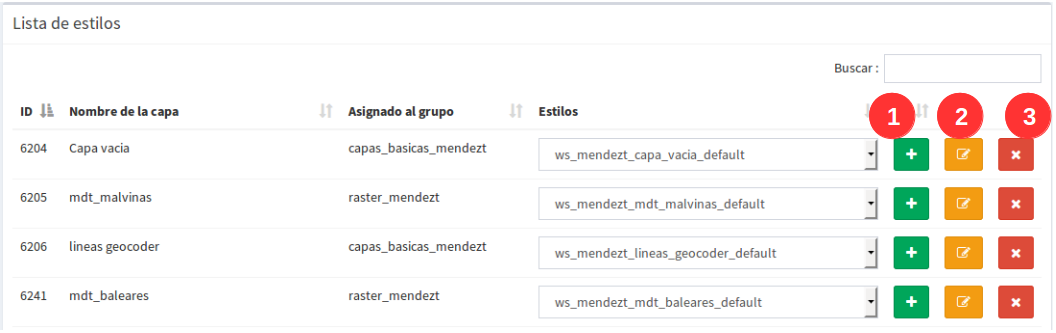 Lista de estilos
Buscar :
ID Nombre de la capa Asignado al grupo Estilos 1 2 3
6204 Capa vacia capas_basicas_mendezt ws_mendezt_capa_vacia_default
6205 mdt_malvinas raster_mendezt ws_mendezt_mdt_malvinas_default
6206 lineas geocoder capas_basicas_mendezt ws_mendezt_lineas_geocoder_default
6241 mdt_baleares raster_mendezt ws_mendezt_mdt_baleares_default